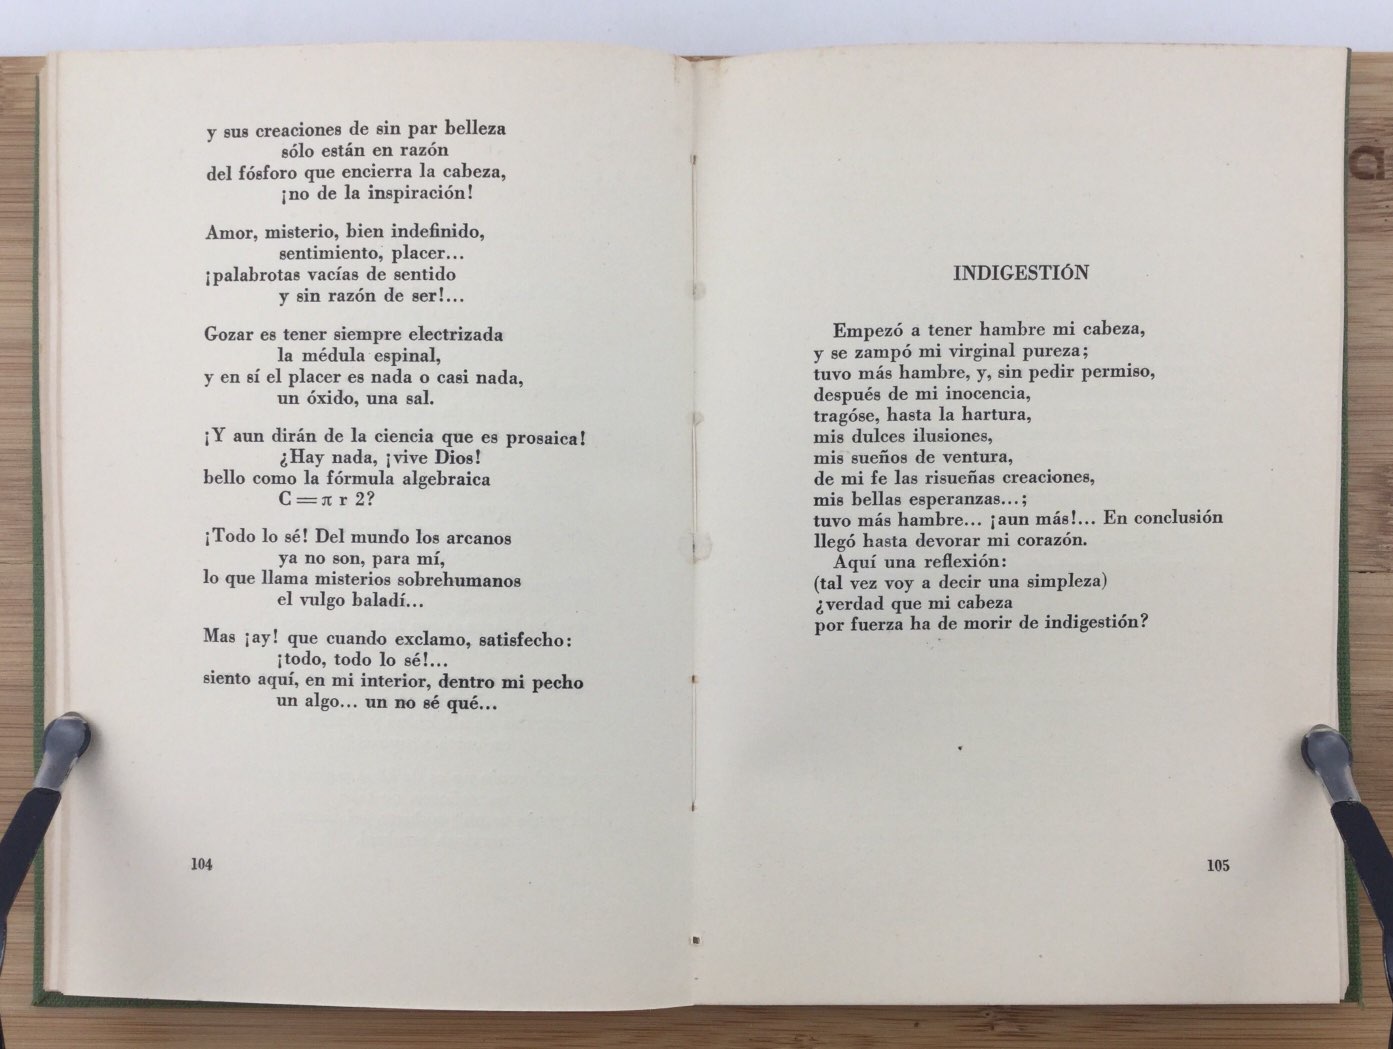 y sus creaciones de sin par belleza
sólo están en razón
del fósforo que encierra la cabeza,
¡no de la inspiración!
Amor, misterio, bien indefinido,
sentimiento, placer...
¡palabrotas vacías de sentido
y sin razón de ser!...
Gozar es tener siempre electrizada
la médula espinal,
y en sí el placer es nada o casi nada,
un óxido, una sal.
¡Y aun dirán de la ciencia que es prosaica!
¿Hay nada, ¡vive Dios!
bello como la fórmula algebraica
C = π r 2?
¡Todo lo sé! Del mundo los arcanos
ya no son, para mí,
lo que llama misterios sobrehumanos
el vulgo baladí...
Mas ¡ay! que cuando exclamo, satisfecho:
¡todo, todo lo sé!...
siento aquí, en mi interior, dentro mi pecho
un algo... un no sé qué...
104
INDIGESTIÓN
Empezó a tener hambre mi cabeza,
y se zampó mi virginal pureza;
tuvo más hambre, y, sin pedir permiso,
después de mi inocencia,
tragóse, hasta la hartura,
mis dulces ilusiones,
mis sueños de ventura,
de mi fe las risueñas creaciones,
mis bellas esperanzas...;
tuvo más hambre... ¡aun más!... En conclusión
llegó hasta devorar mi corazón.
Aquí una reflexión:
(tal vez voy a decir una simpleza)
¿verdad que mi cabeza
por fuerza ha de morir de indigestión?
105
a